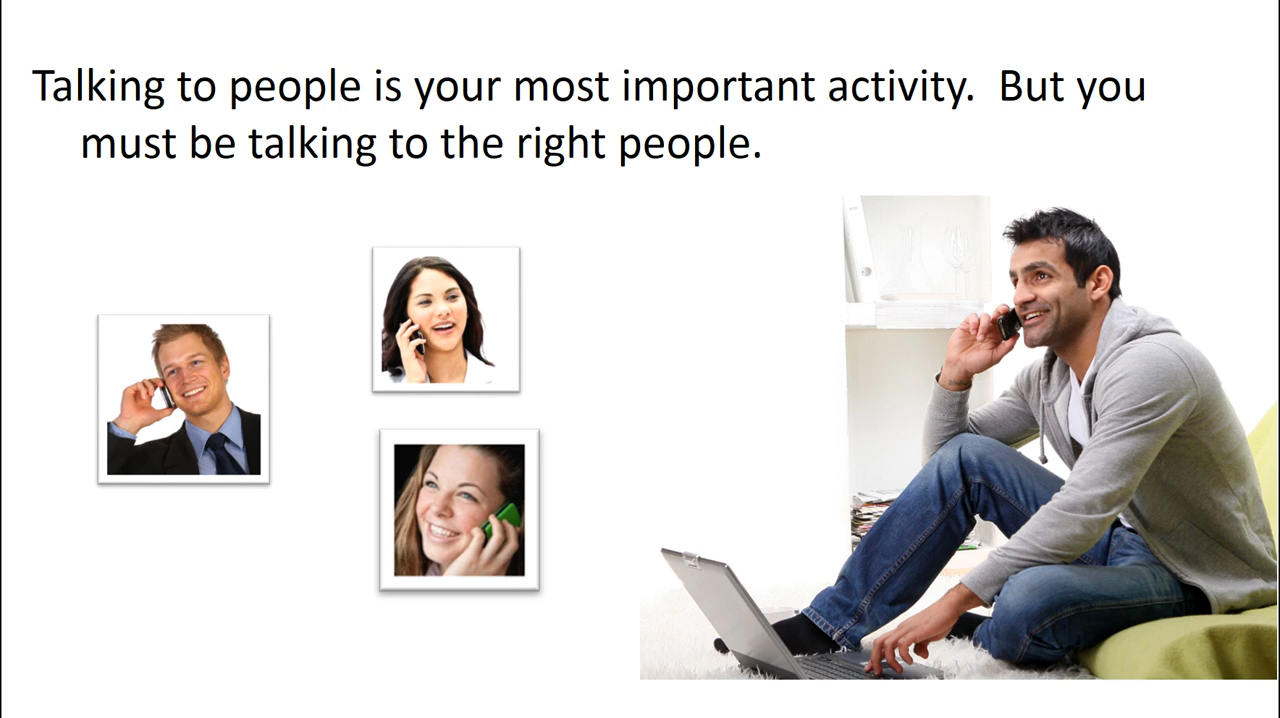 Talking to people is your most important activity.  But you
must be talking to the right people.